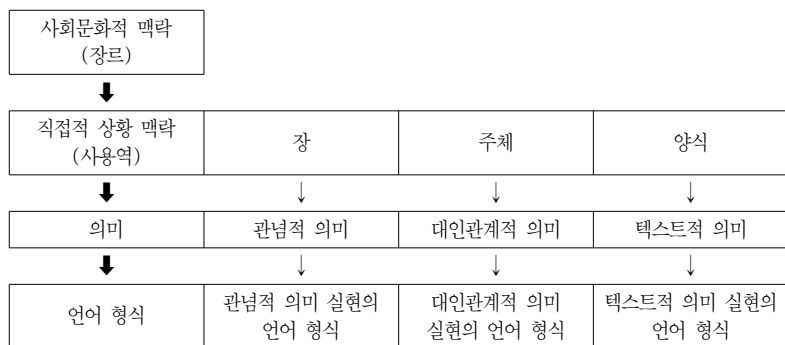 사회문화적 맥락
(장르)
직접적 상황 맥락
(사용역)
장
주체
양식
의미
관념적 의미
대인관계적 의미
텍스트적 의미
언어 형식
관념적 의미 실현의
언어 형식
대인관계적 의미
실현의 언어 형식
텍스트적 의미 실현의
언어 형식